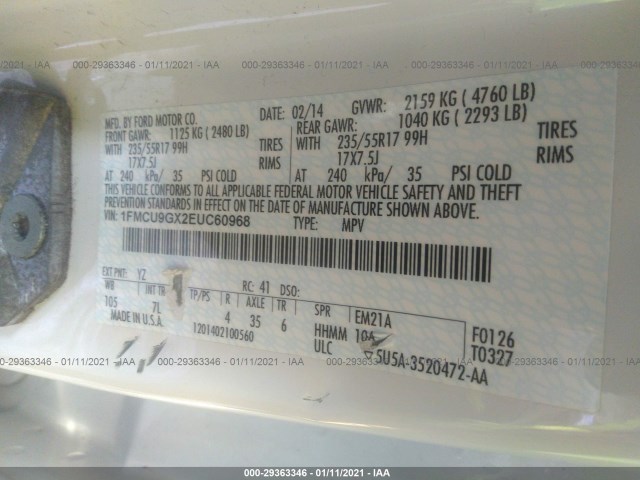 000-29363346 - 01/11/2021 - IAA
MFD. BY FORD MOTOR CO. DATE: 02/14 GVWR: 2159 KG ( 4760 LB)
FRONT GAWR: 1125 KG ( 2480 LB) REAR GAWR: 1040 KG ( 2293 LB)
WITH 235/55R17 99H TIRES WITH 235/55R17 99H TIRES
17X7.5J RIMS 17X7.5J RIMS
AT 240 kPa/ 35 PSI COLD AT 240 kPa/ 35 PSI COLD
THIS VEHICLE CONFORMS TO ALL APPLICABLE FEDERAL MOTOR VEHICLE SAFETY AND THEFT
PREVENTION STANDARDS IN EFFECT ON THE DATE OF MANUFACTURE SHOWN ABOVE.
VIN: 1FMCU9GX2EUC60968 TYPE: MPV
EXT PNT: YZ RC: 41 DSO:
WB INT TR TP/PS R AXLE TR SPR
105 7L 4 35 6 EM21A F0126
MADE IN U.S.A. HHMM T0327
1201402100560 ULC 5U5A-3520472-AA
000-29363346 - 01/11/2021 - IAA